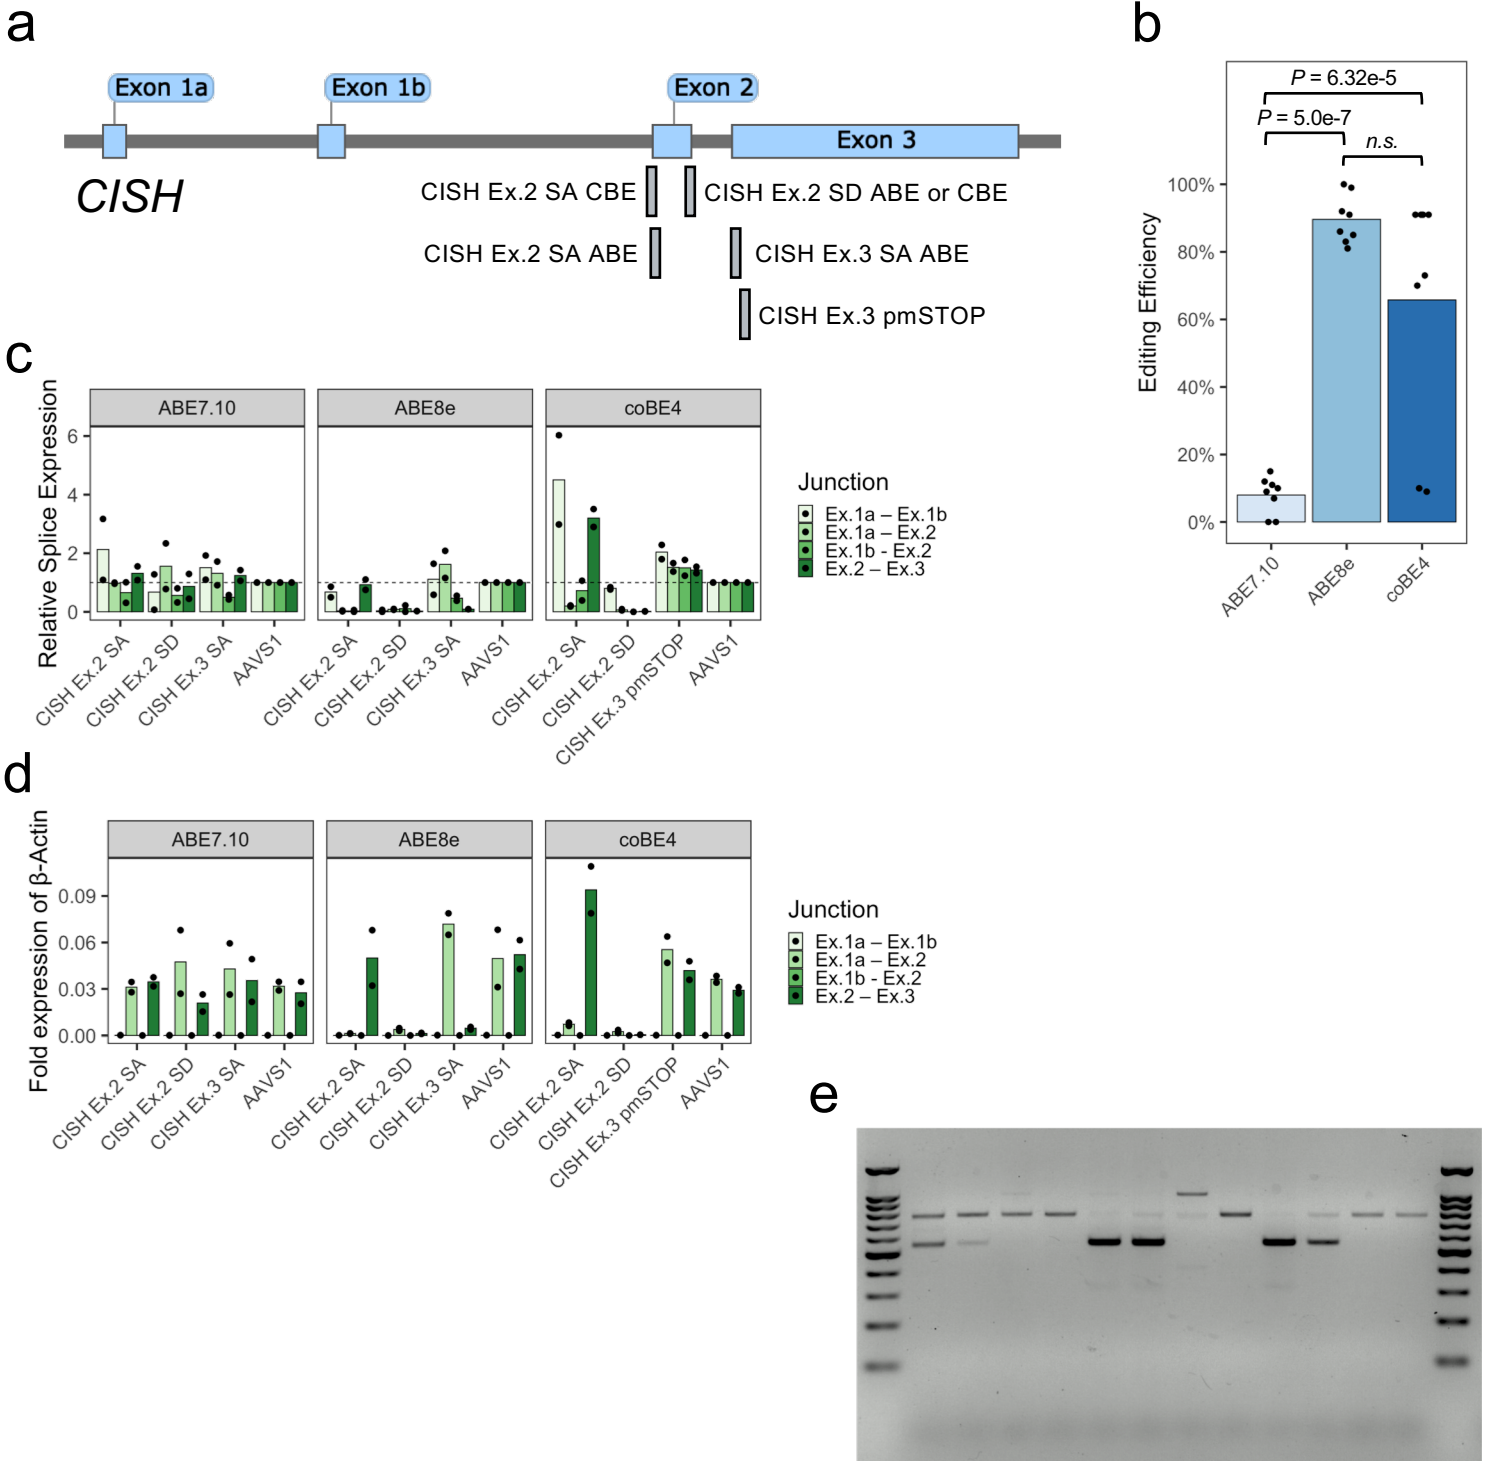 a
Exon 1a
Exon 1b
Exon 2
Exon 3
CISH
CISH Ex.2 SA CBE
CISH Ex.2 SD ABE or CBE
CISH Ex.2 SA ABE
CISH Ex.3 SA ABE
CISH Ex.3 pmSTOP
b
P = 6.32e-5
P = 5.0e-7
n.s.
Editing Efficiency
100%
80%
60%
40%
20%
0%
ABE7.10
ABE8e
coBE4
c
Relative Splice Expression
6
4
2
0
ABE7.10
ABE8e
coBE4
CISH Ex.2 SA
CISH Ex.2 SD
CISH Ex.3 SA
AAVS1
CISH Ex.2 SA
CISH Ex.2 SD
CISH Ex.3 SA
AAVS1
CISH Ex.2 SA
CISH Ex.2 SD
CISH Ex.3 pmSTOP
AAVS1
Junction
Ex.1a – Ex.1b
Ex.1a – Ex.2
Ex.1b - Ex.2
Ex.2 – Ex.3
d
Fold expression of β-Actin
0.09
0.06
0.03
0.00
ABE7.10
ABE8e
coBE4
CISH Ex.2 SA
CISH Ex.2 SD
CISH Ex.3 SA
AAVS1
CISH Ex.2 SA
CISH Ex.2 SD
CISH Ex.3 SA
AAVS1
CISH Ex.2 SA
CISH Ex.2 SD
CISH Ex.3 pmSTOP
AAVS1
Junction
Ex.1a – Ex.1b
Ex.1a – Ex.2
Ex.1b - Ex.2
Ex.2 – Ex.3
e